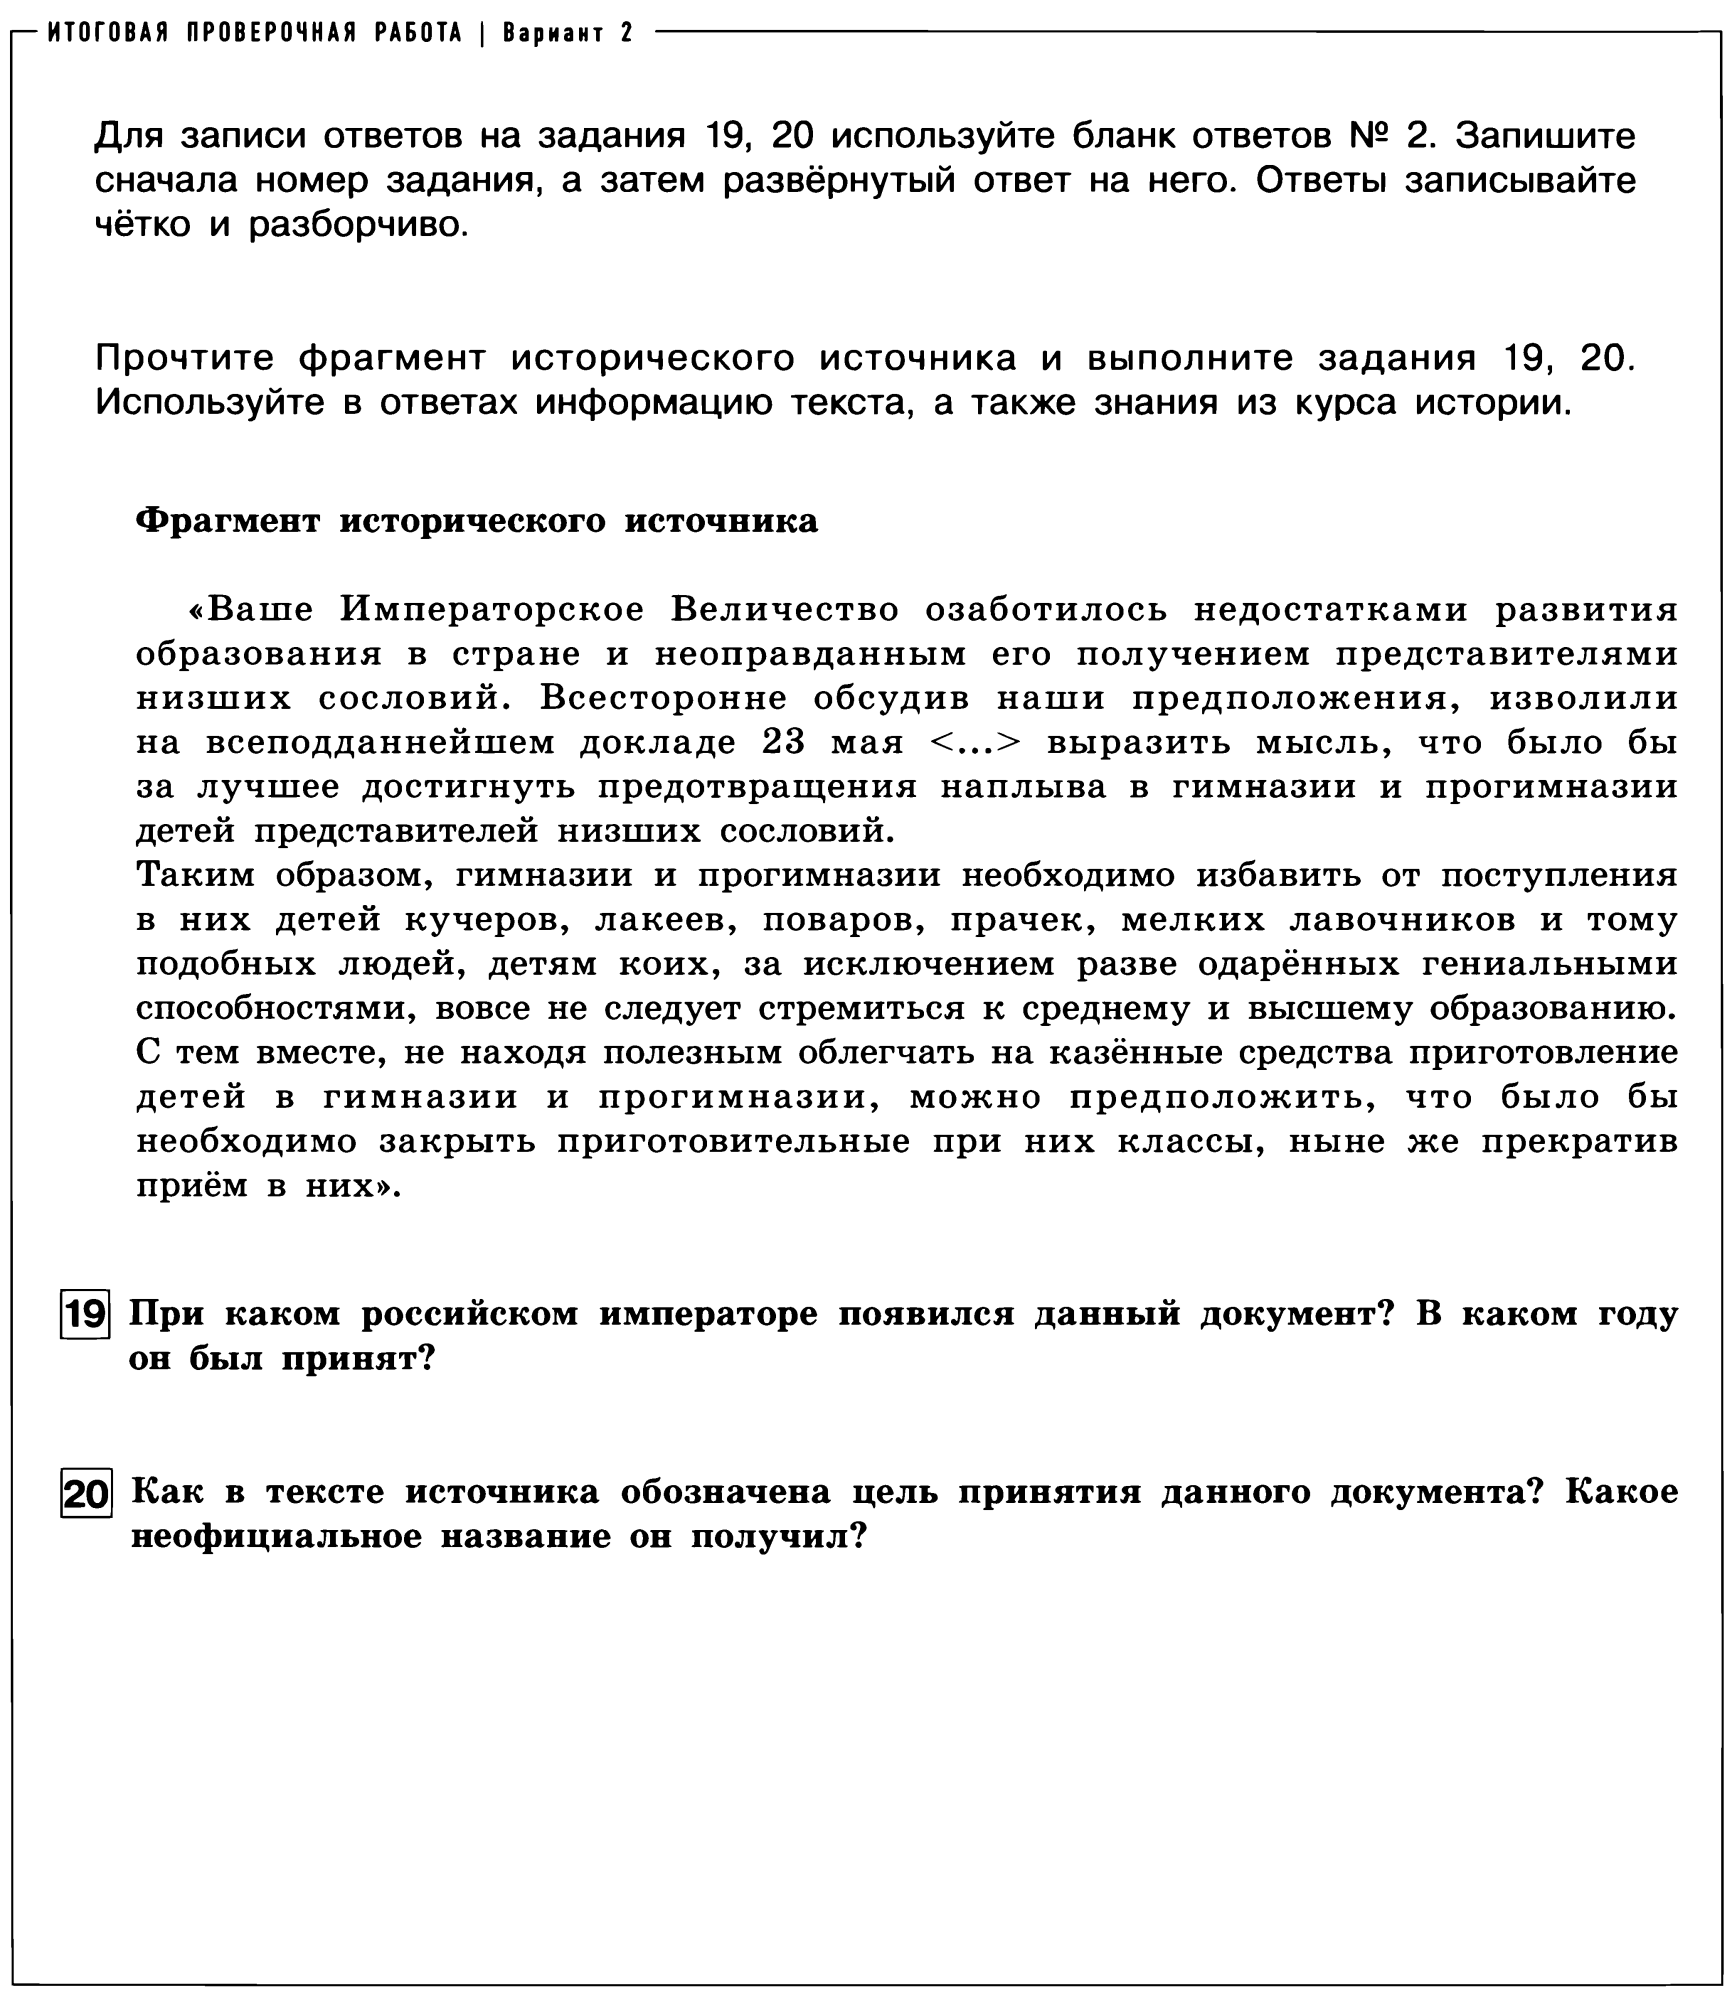 ИТОГОВАЯ ПРОВЕРОЧНАЯ РАБОТА | Вариант 2
Для записи ответов на задания 19, 20 используйте бланк ответов № 2. Запишите
сначала номер задания, а затем развёрнутый ответ на него. Ответы записывайте
чётко и разборчиво.
Прочтите фрагмент исторического источника и выполните задания 19, 20.
Используйте в ответах информацию текста, а также знания из курса истории.
Фрагмент исторического источника
«Ваше Императорское Величество озаботилось недостатками развития
образования в стране и неоправданным его получением представителями
низших сословий. Всесторонне обсудив наши предположения, изволили
на всеподданнейшем докладе 23 мая <...> выразить мысль, что было бы
за лучшее достигнуть предотвращения наплыва в гимназии и прогимназии
детей представителей низших сословий.
Таким образом, гимназии и прогимназии необходимо избавить от поступления
в них детей кучеров, лакеев, поваров, прачек, мелких лавочников и тому
подобных людей, детям коих, за исключением разве одарённых гениальными
способностями, вовсе не следует стремиться к среднему и высшему образованию.
С тем вместе, не находя полезным облегчать на казённые средства приготовление
детей в гимназии и прогимназии, можно предположить, что было бы
необходимо закрыть приготовительные при них классы, ныне же прекратив
приём в них».
19 При каком российском императоре появился данный документ? В каком году
он был принят?
20 Как в тексте источника обозначена цель принятия данного документа? Какое
неофициальное название он получил?